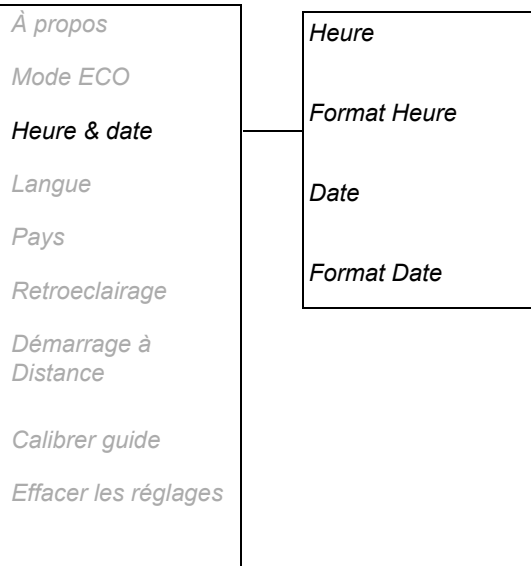 À propos
Mode ECO
Heure & date
Langue
Pays
Retroeclairage
Démarrage à
Distance
Calibrer guide
Effacer les réglages
Heure
Format Heure
Date
Format Date